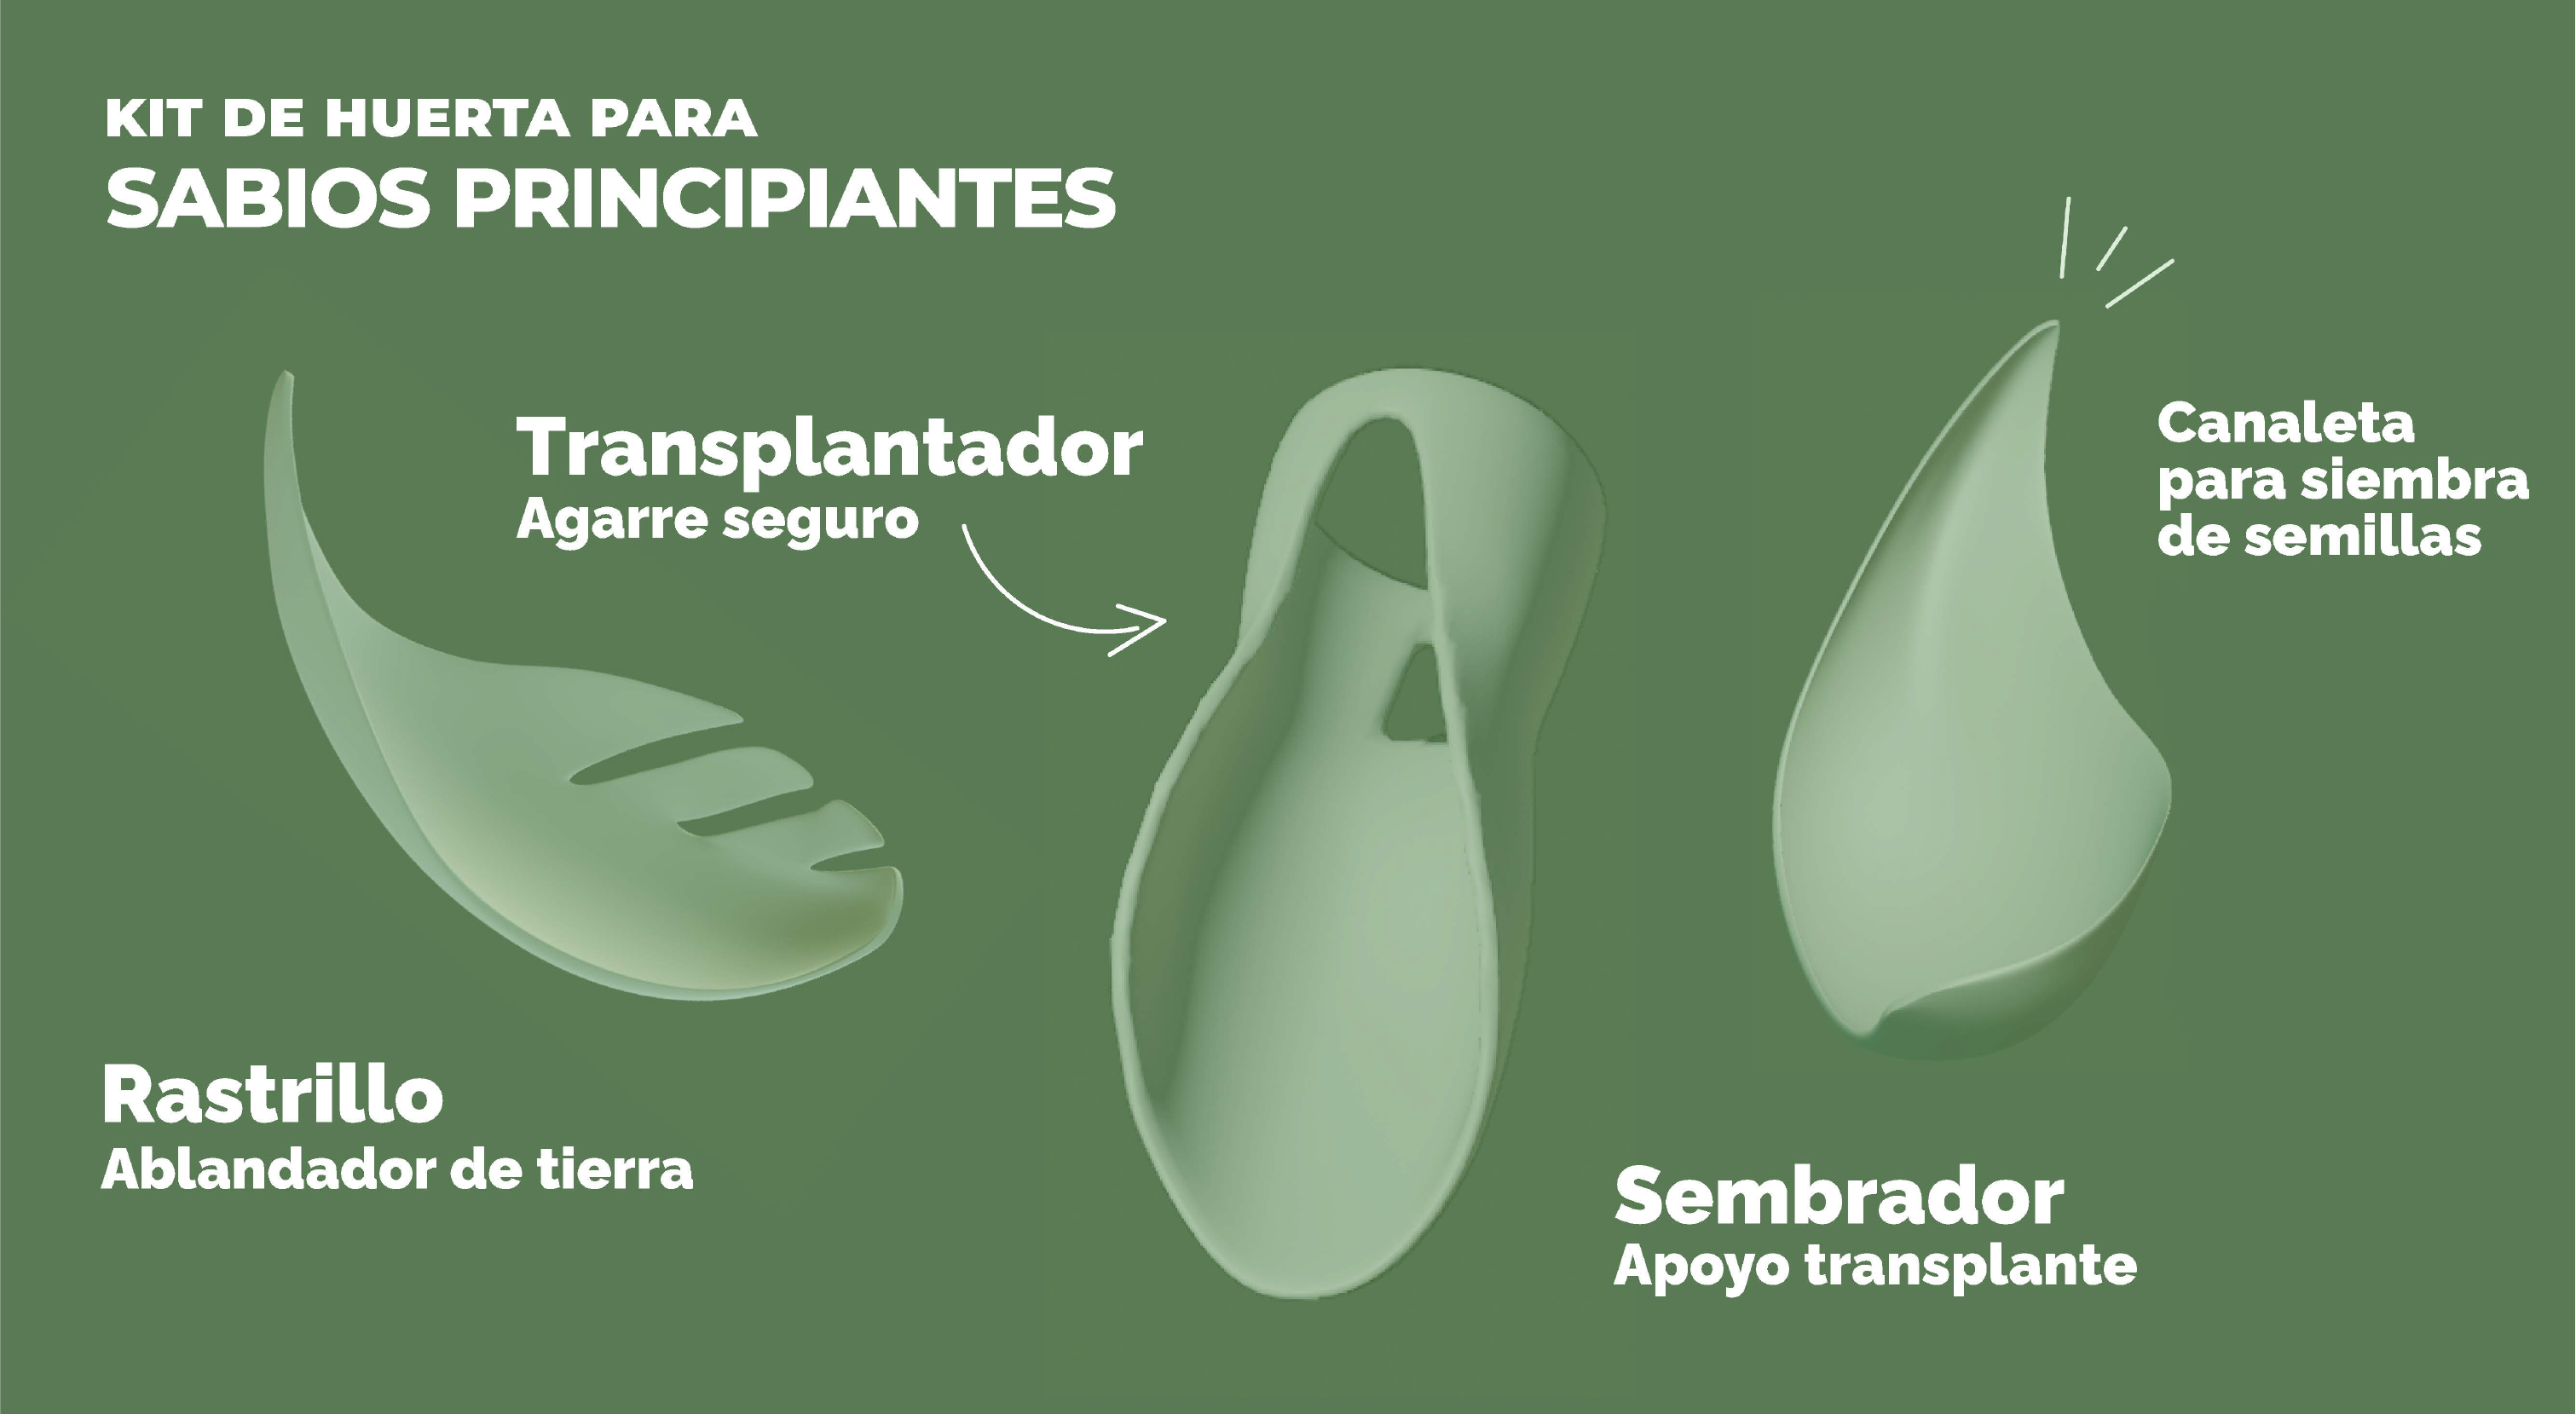 KIT DE HUERTA PARA
SABIOS PRINCIPIANTES
Transplantador
Agarre seguro
Canaleta
para siembra
de semillas
Rastrillo
Ablandador de tierra
Sembrador
Apoyo transplante